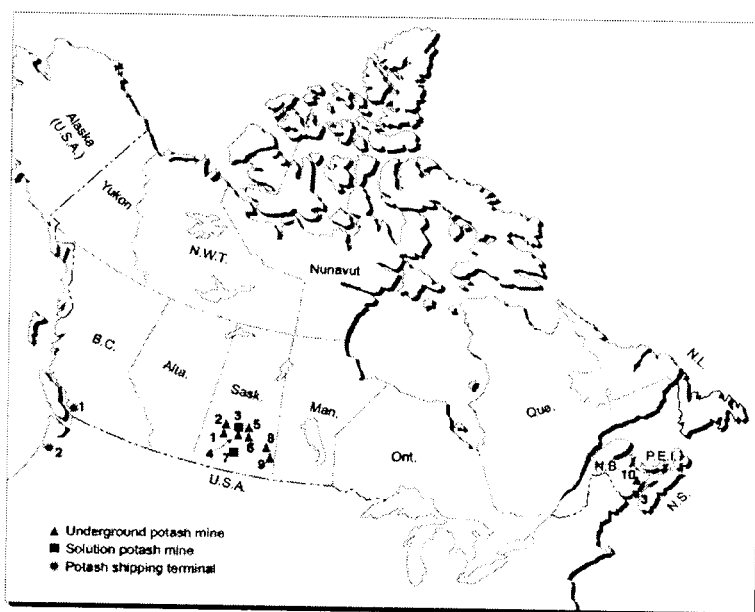 Alaska
(U.S.A.)
Yukon
N.W.T.
Nunavut
B.C.
Alta.
Sask.
Man.
Ont.
Que.
N.L.
N.B.
P.E.I.
N.S.
1
2
2
3
5
1
6
8
4
7
9
10
3
U.S.A.
▲ Underground potash mine
■ Solution potash mine
✷ Potash shipping terminal